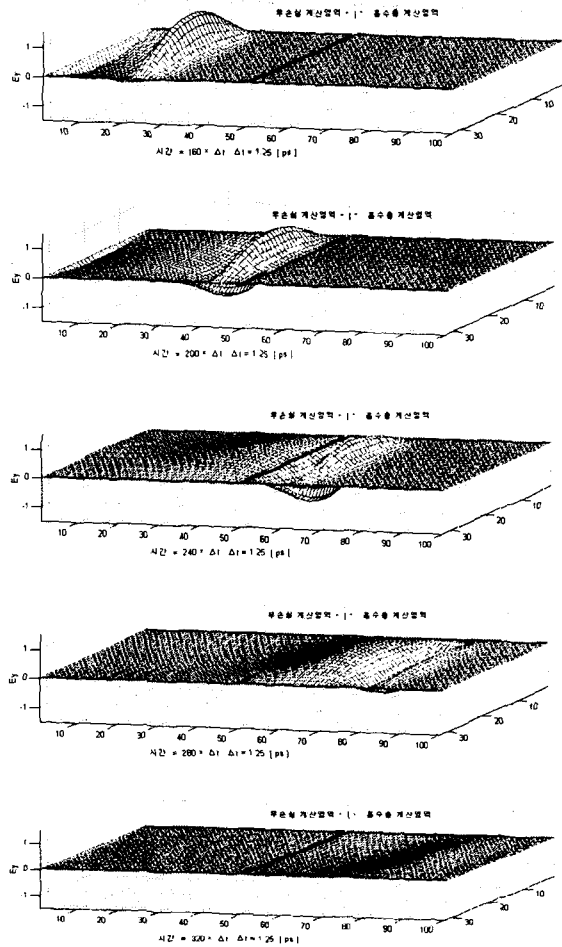 무손실 계산영역 - | - 흡수층 계산영역
1
0
-1
Ey
10 20 30 40 50 60 70 80 90 100
30 20 10
시간 = 160 × Δt Δt = 1.25 [ps]
무손실 계산영역 - | - 흡수층 계산영역
1
0
-1
Ey
10 20 30 40 50 60 70 80 90 100
30 20 10
시간 = 200 × Δt Δt = 1.25 [ps]
무손실 계산영역 - | - 흡수층 계산영역
1
0
-1
Ey
10 20 30 40 50 60 70 80 90 100
30 20 10
시간 = 240 × Δt Δt = 1.25 [ps]
무손실 계산영역 - | - 흡수층 계산영역
1
0
-1
Ey
10 20 30 40 50 60 70 80 90 100
30 20 10
시간 = 280 × Δt Δt = 1.25 [ps]
무손실 계산영역 - | - 흡수층 계산영역
1
0
-1
Ey
10 20 30 40 50 60 70 80 90 100
30 20 10
시간 = 320 × Δt Δt = 1.25 [ps]